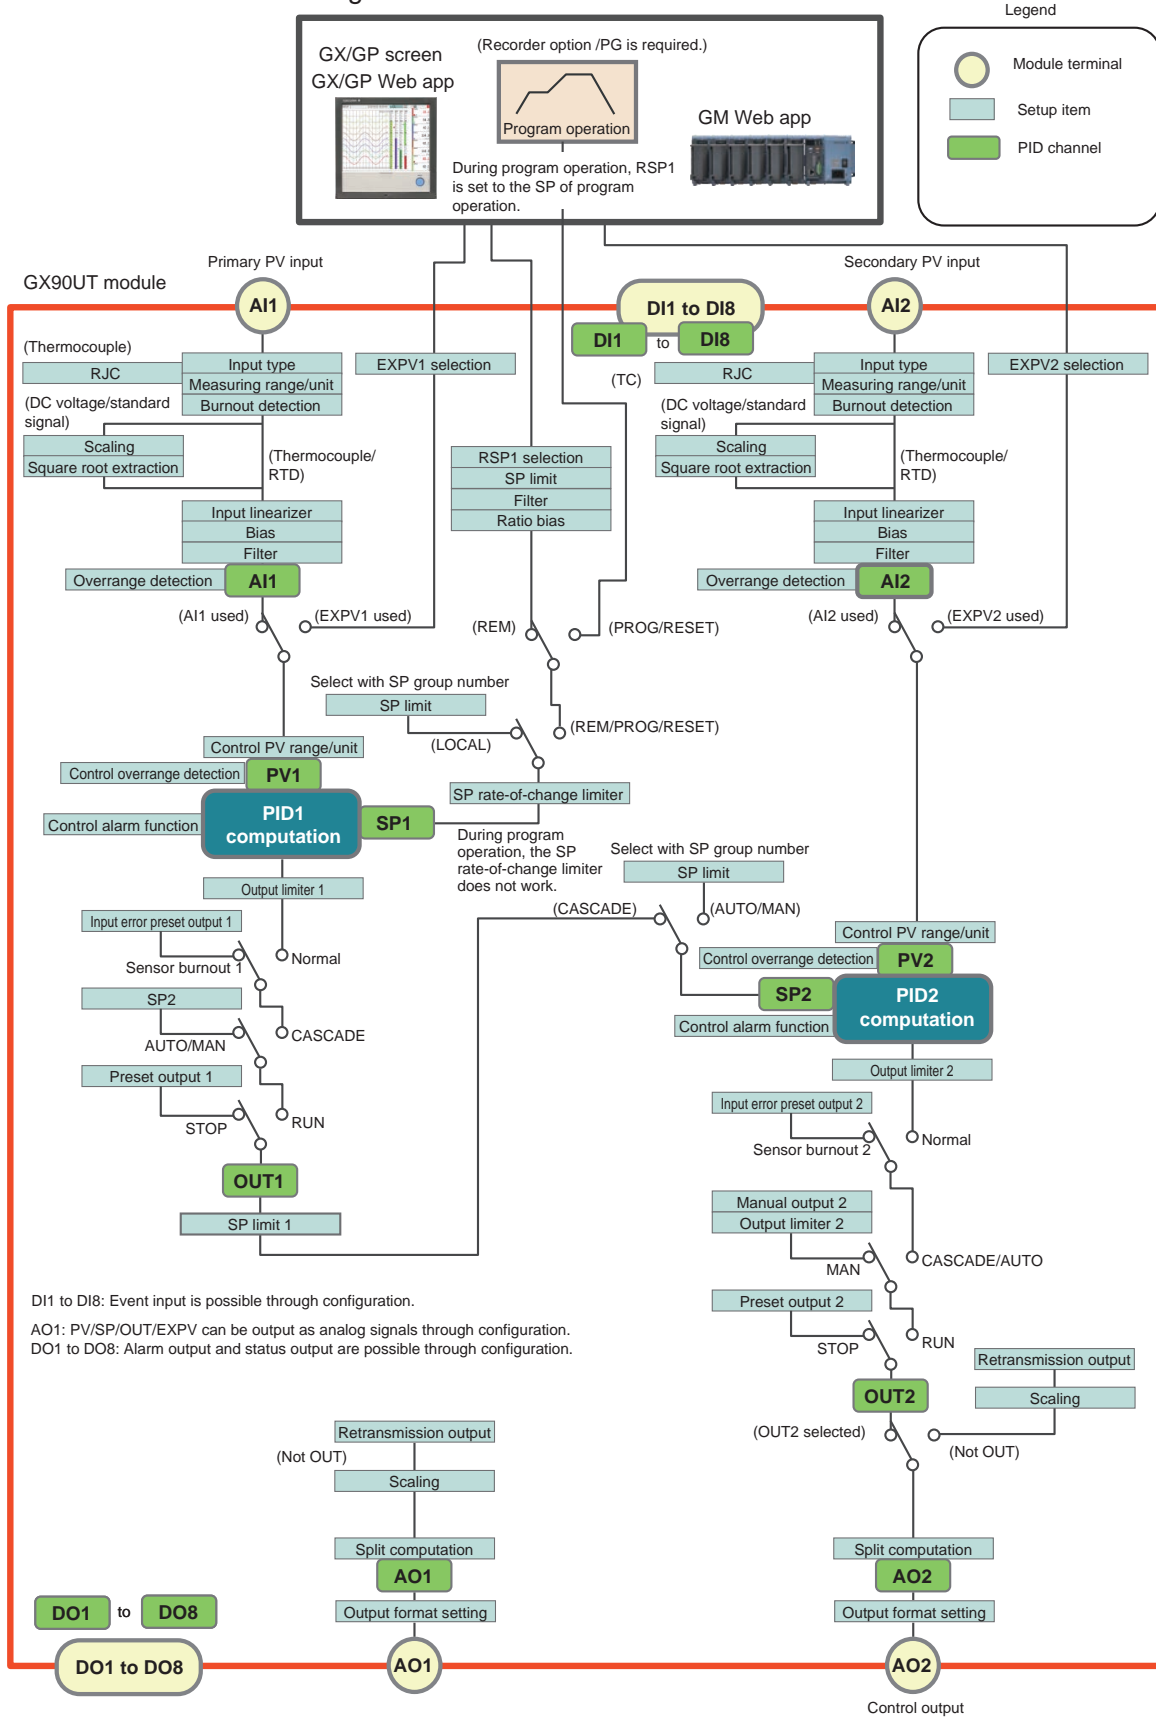 Legend
GX/GP screen
GX/GP Web app
(Recorder option /PG is required.)
Program operation
During program operation, RSP1
is set to the SP of program
operation.
GM Web app
Module terminal
Setup item
PID channel
GX90UT module
Primary PV input
AI1
DI1 to DI8
DI1
to
DI8
Secondary PV input
AI2
(Thermocouple)
RJC
Input type
Measuring range/unit
Burnout detection
(DC voltage/standard
signal)
Scaling
Square root extraction
(Thermocouple/
RTD)
Input linearizer
Bias
Filter
Overrange detection
AI1
(AI1 used)
(EXPV1 used)
EXPV1 selection
RSP1 selection
SP limit
Filter
Ratio bias
(REM)
(PROG/RESET)
(TC)
RJC
Input type
Measuring range/unit
Burnout detection
(DC voltage/standard
signal)
Scaling
Square root extraction
(Thermocouple/
RTD)
Input linearizer
Bias
Filter
Overrange detection
AI2
(AI2 used)
(EXPV2 used)
EXPV2 selection
Select with SP group number
SP limit
(LOCAL)
(REM/PROG/RESET)
SP rate-of-change limiter
Control PV range/unit
Control overrange detection
PV1
PID1
computation
Control alarm function
SP1
During program
operation, the SP
rate-of-change limiter
does not work.
Output limiter 1
Input error preset output 1
Sensor burnout 1
Normal
SP2
AUTO/MAN
CASCADE
Preset output 1
STOP
RUN
OUT1
SP limit 1
Select with SP group number
SP limit
(CASCADE)
(AUTO/MAN)
Control PV range/unit
Control overrange detection
PV2
SP2
PID2
computation
Control alarm function
Output limiter 2
Input error preset output 2
Sensor burnout 2
Normal
Manual output 2
Output limiter 2
MAN
CASCADE/AUTO
Preset output 2
STOP
RUN
OUT2
Retransmission output
Scaling
(OUT2 selected)
(Not OUT)
DI1 to DI8: Event input is possible through configuration.
AO1: PV/SP/OUT/EXPV can be output as analog signals through configuration.
DO1 to DO8: Alarm output and status output are possible through configuration.
Retransmission output
(Not OUT)
Scaling
Split computation
AO1
Output format setting
AO1
Split computation
AO2
Output format setting
AO2
Control output
DO1
to
DO8
DO1 to DO8